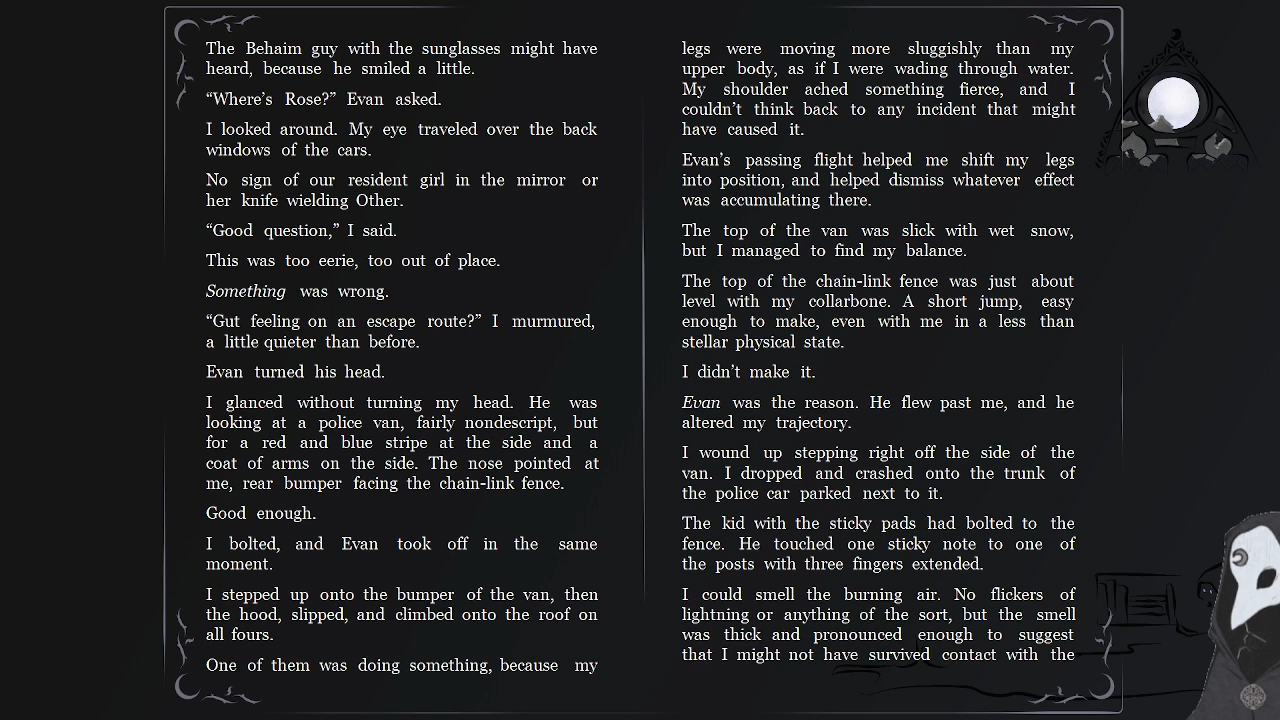 The Behaim guy with the sunglasses might have
heard, because he smiled a little.
“Where’s Rose?” Evan asked.
I looked around. My eye traveled over the back
windows of the cars.
No sign of our resident girl in the mirror or
her knife wielding Other.
“Good question,” I said.
This was too eerie, too out of place.
Something was wrong.
“Gut feeling on an escape route?” I murmured,
a little quieter than before.
Evan turned his head.
I glanced without turning my head. He was
looking at a police van, fairly nondescript, but
for a red and blue stripe at the side and a
coat of arms on the side. The nose pointed at
me, rear bumper facing the chain-link fence.
Good enough.
I bolted, and Evan took off in the same
moment.
I stepped up onto the bumper of the van, then
the hood, slipped, and climbed onto the roof on
all fours.
One of them was doing something, because my
legs were moving more sluggishly than my
upper body, as if I were wading through water.
My shoulder ached something fierce, and I
couldn’t think back to any incident that might
have caused it.
Evan’s passing flight helped me shift my legs
into position, and helped dismiss whatever effect
was accumulating there.
The top of the van was slick with wet snow,
but I managed to find my balance.
The top of the chain-link fence was just about
level with my collarbone. A short jump, easy
enough to make, even with me in a less than
stellar physical state.
I didn’t make it.
Evan was the reason. He flew past me, and he
altered my trajectory.
I wound up stepping right off the side of the
van. I dropped and crashed onto the trunk of
the police car parked next to it.
The kid with the sticky pads had bolted to the
fence. He touched one sticky note to one of
the posts with three fingers extended.
I could smell the burning air. No flickers of
lightning or anything of the sort, but the smell
was thick and pronounced enough to suggest
that I might not have survived contact with the